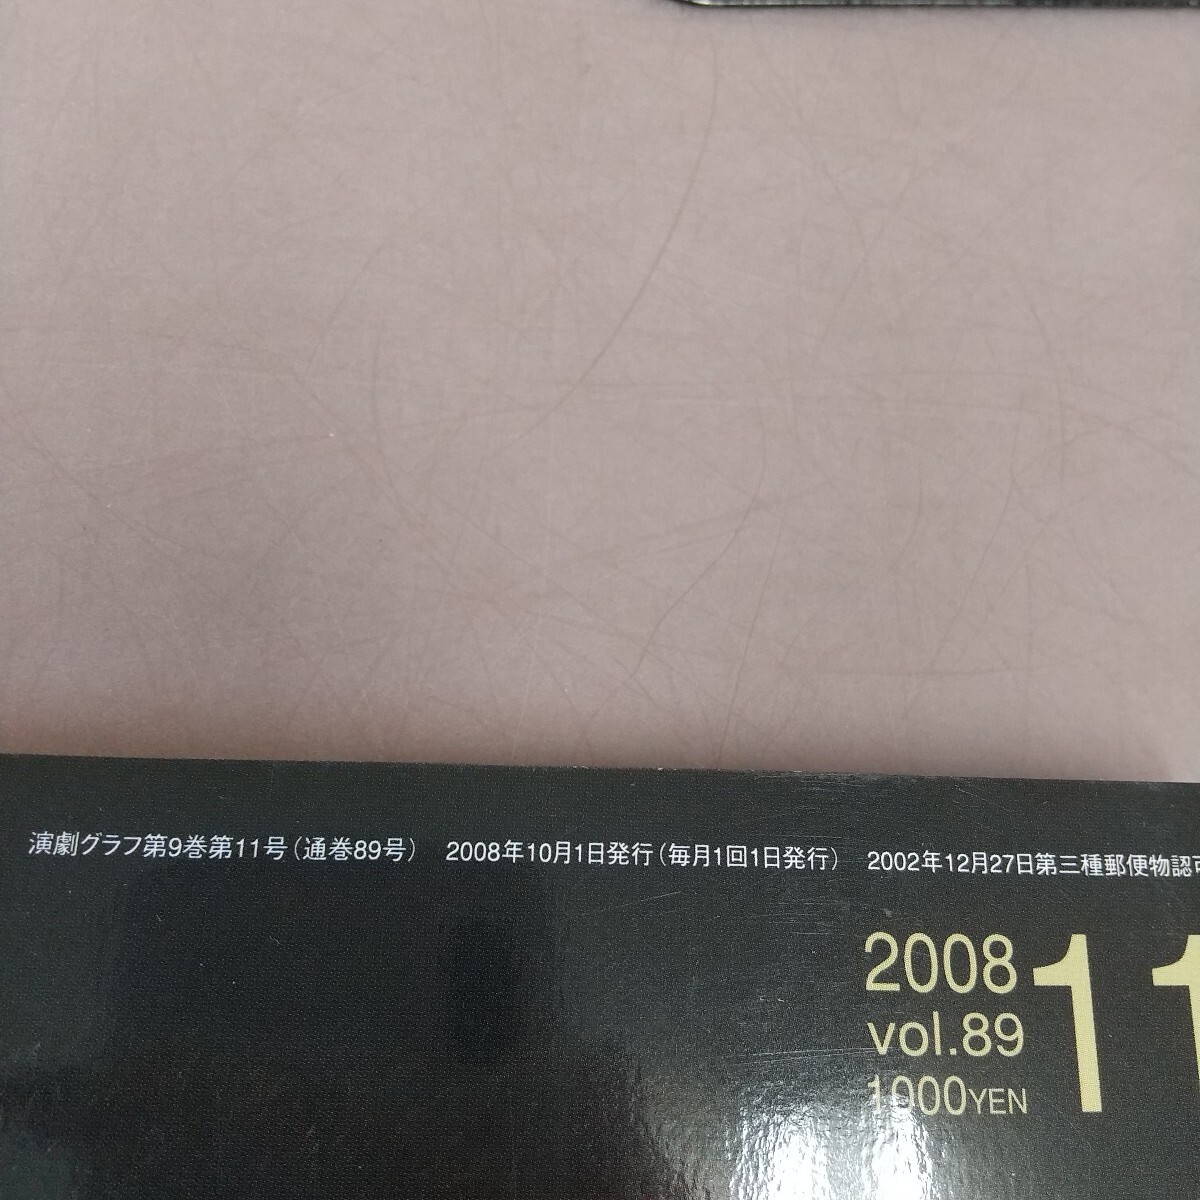 演劇グラフ第9巻第11号（通巻89号） 2008年10月1日発行（毎月1回1日発行） 2002年12月27日第三種郵便物認
2008
vol.89
1000YEN
11